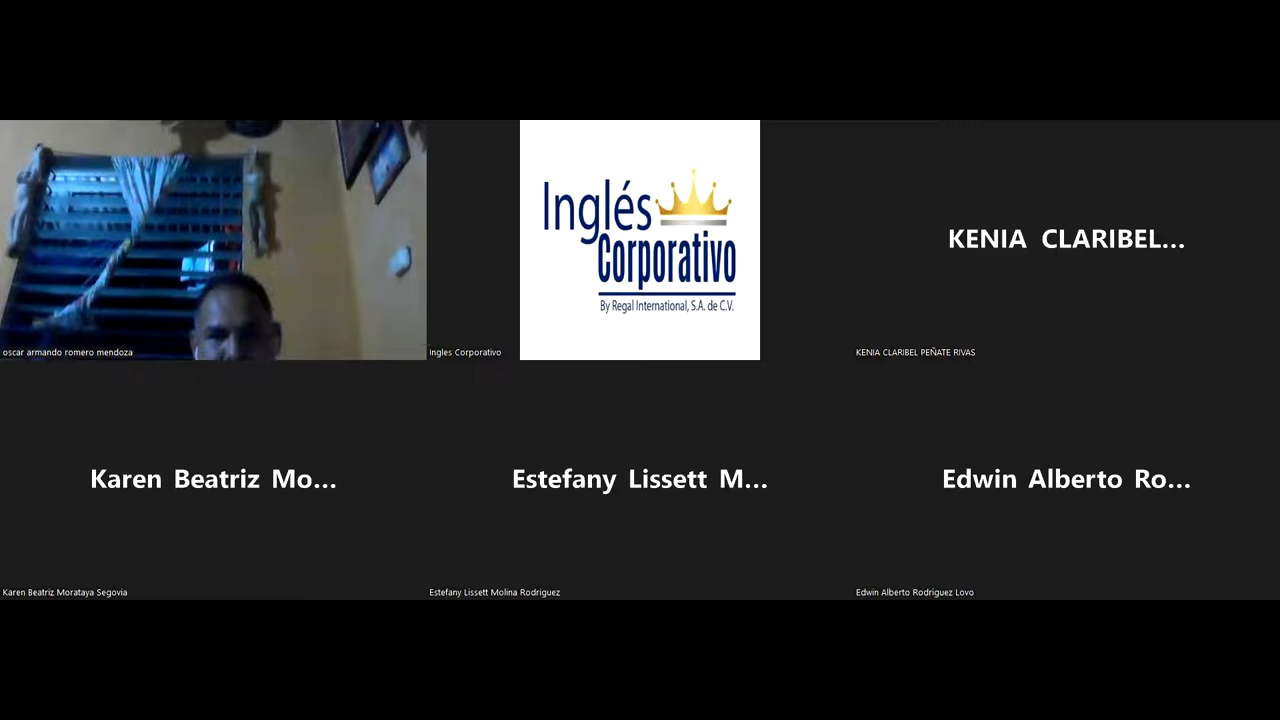 Inglés
Corporativo
By Regal International, S.A. de C.V.
KENIA CLARIBEL...
oscar armando romero mendoza
Ingles Corporativo
KENIA CLARIBEL PEÑATE RIVAS
Karen Beatriz Mo...
Estefany Lissett M...
Edwin Alberto Ro...
Karen Beatriz Morataya Segovia
Estefany Lissett Molina Rodriguez
Edwin Alberto Rodriguez Lovo